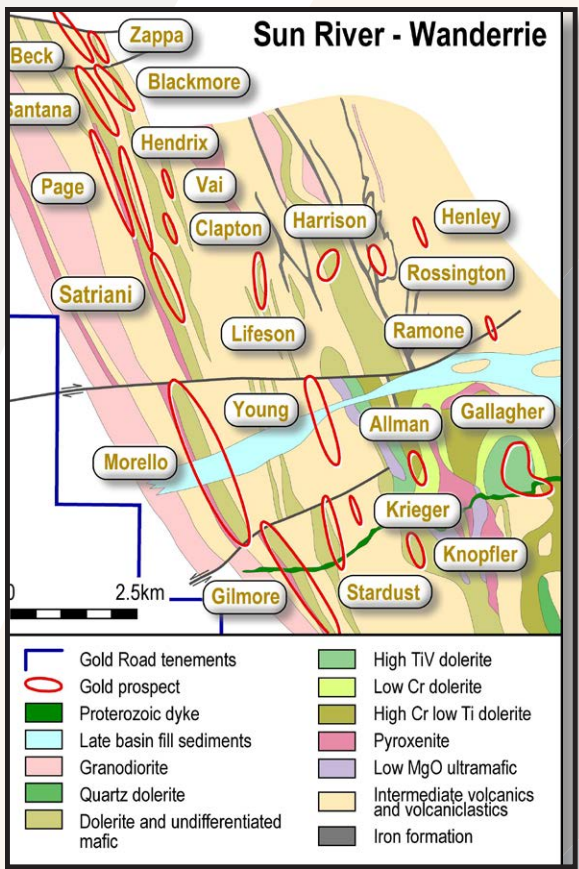 Sun River - Wanderrie
Zappa
Beck
Blackmore
Santana
Hendrix
Page
Vai
Clapton
Harrison
Henley
Rossington
Satriani
Lifeson
Ramone
Young
Allman
Gallagher
Morello
Krieger
Knopfler
Gilmore
Stardust
0 2.5km
Gold Road tenements
Gold prospect
Proterozoic dyke
Late basin fill sediments
Granodiorite
Quartz dolerite
Dolerite and undifferentiated
mafic
High TiV dolerite
Low Cr dolerite
High Cr low Ti dolerite
Pyroxenite
Low MgO ultramafic
Intermediate volcanics
and volcaniclastics
Iron formation